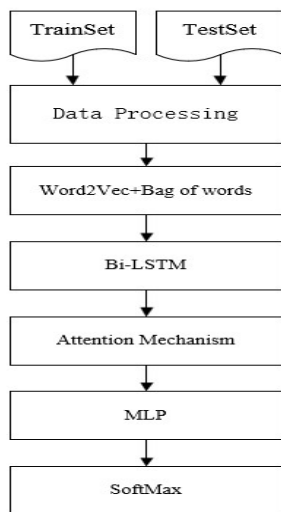 TrainSet
TestSet
Data Processing
Word2Vec+Bag of words
Bi-LSTM
Attention Mechanism
MLP
SoftMax